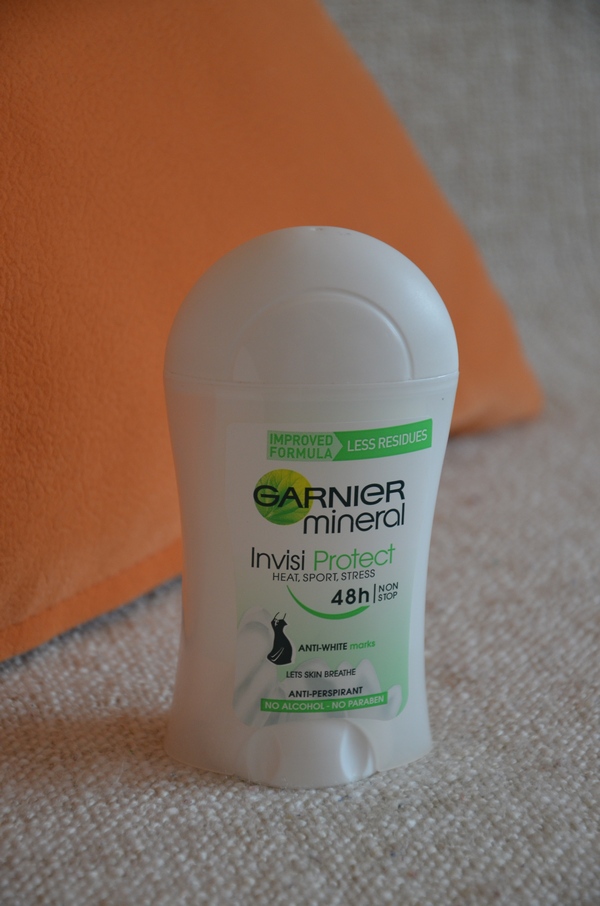 IMPROVED FORMULA
LESS RESIDUES
GARNIER
mineral
Invisi Protect
HEAT, SPORT, STRESS
48h NON STOP
ANTI-WHITE marks
LETS SKIN BREATHE
ANTI-PERSPIRANT
NO ALCOHOL - NO PARABEN